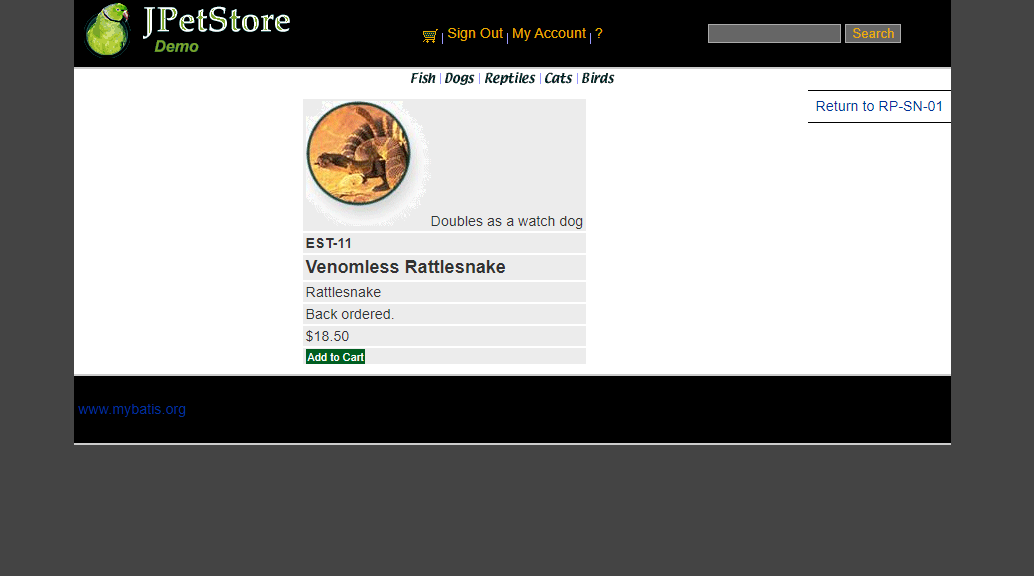 JPetStore
Demo
Sign Out | My Account | ?
Search
Fish | Dogs | Reptiles | Cats | Birds
Return to RP-SN-01
Doubles as a watch dog
EST-11
Venomless Rattlesnake
Rattlesnake
Back ordered.
$18.50
Add to Cart
www.mybatis.org